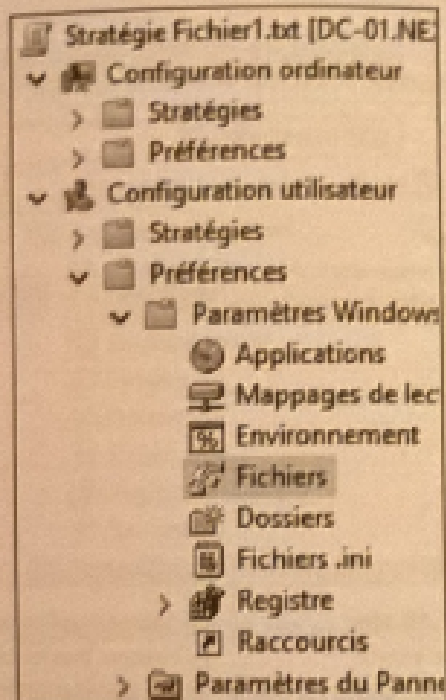 Stratégie Fichier1.txt [DC-01.NE
Configuration ordinateur
Stratégies
Préférences
Configuration utilisateur
Stratégies
Préférences
Paramètres Windows
Applications
Mappages de lec
Environnement
Fichiers
Dossiers
Fichiers .ini
Registre
Raccourcis
Paramètres du Panne